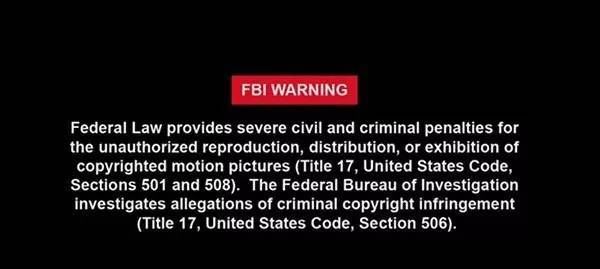 FBI WARNING
Federal Law provides severe civil and criminal penalties for
the unauthorized reproduction, distribution, or exhibition of
copyrighted motion pictures (Title 17, United States Code,
Sections 501 and 508).  The Federal Bureau of Investigation
investigates allegations of criminal copyright infringement
(Title 17, United States Code, Section 506).